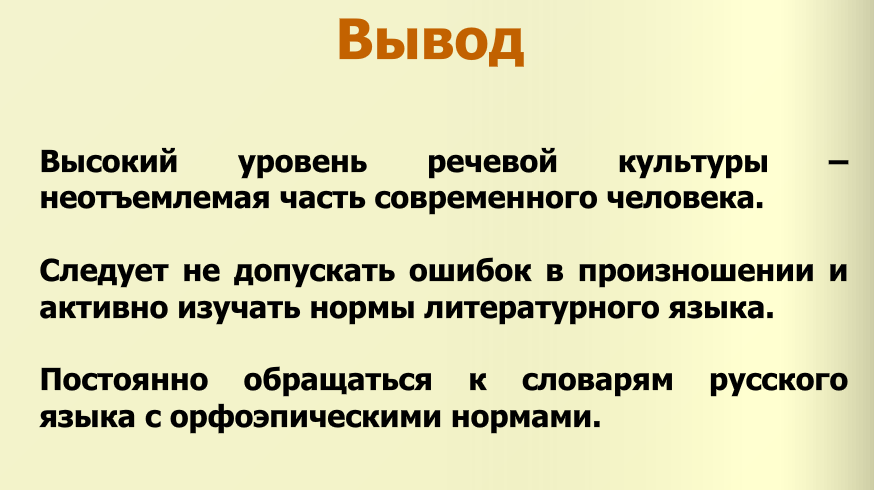 Вывод
Высокий уровень речевой культуры –
неотъемлемая часть современного человека.
Следует не допускать ошибок в произношении и
активно изучать нормы литературного языка.
Постоянно обращаться к словарям русского
языка с орфоэпическими нормами.